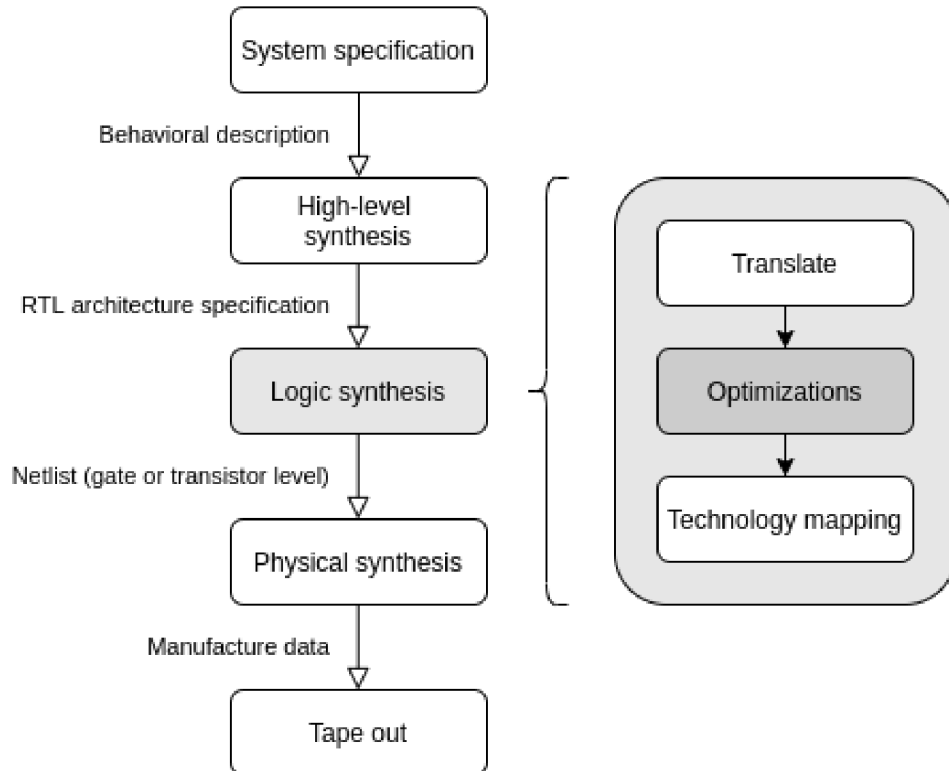 System specification
Behavioral description
High-level
synthesis
RTL architecture specification
Logic synthesis
Netlist (gate or transistor level)
Physical synthesis
Manufacture data
Tape out
Translate
Optimizations
Technology mapping